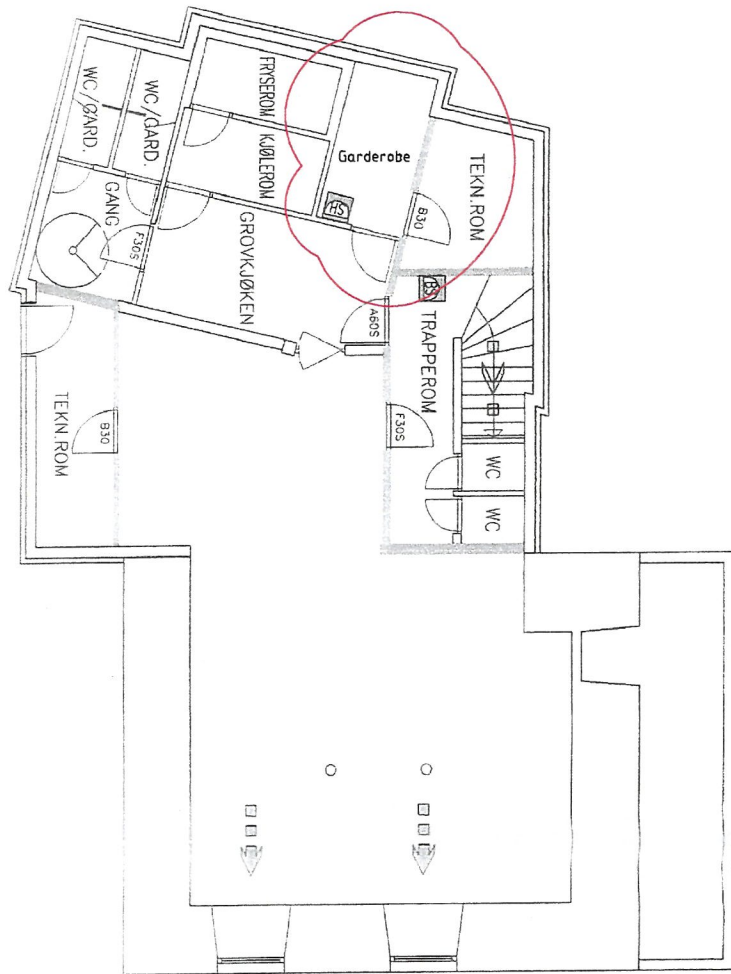 WC/GARD.
WC/GARD.
FRYSEROM
KJØLEROM
Garderobe
TEKN.ROM
HS
B30
GANG
F30S
GROVKJØKEN
BS
A60S
TRAPPEROM
F30S
TEKN.ROM
B30
WC
WC